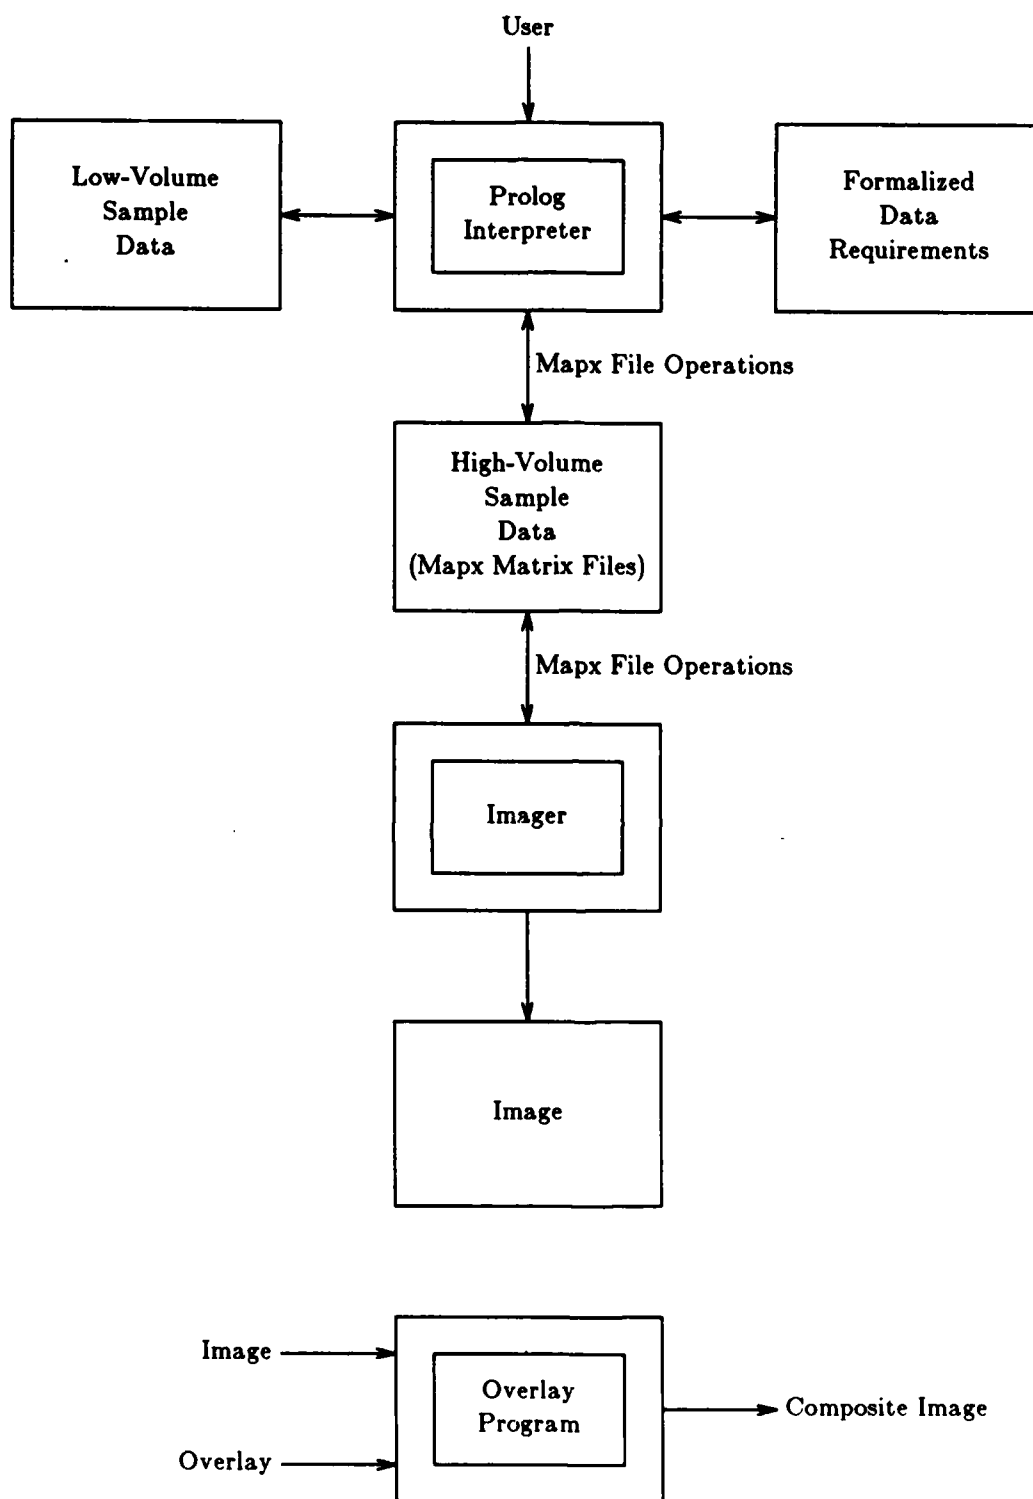 User
Low-Volume
Sample
Data
Prolog
Interpreter
Formalized
Data
Requirements
Mapx File Operations
High-Volume
Sample
Data
(Mapx Matrix Files)
Mapx File Operations
Imager
Image
Image
Overlay
Program
Composite Image
Overlay